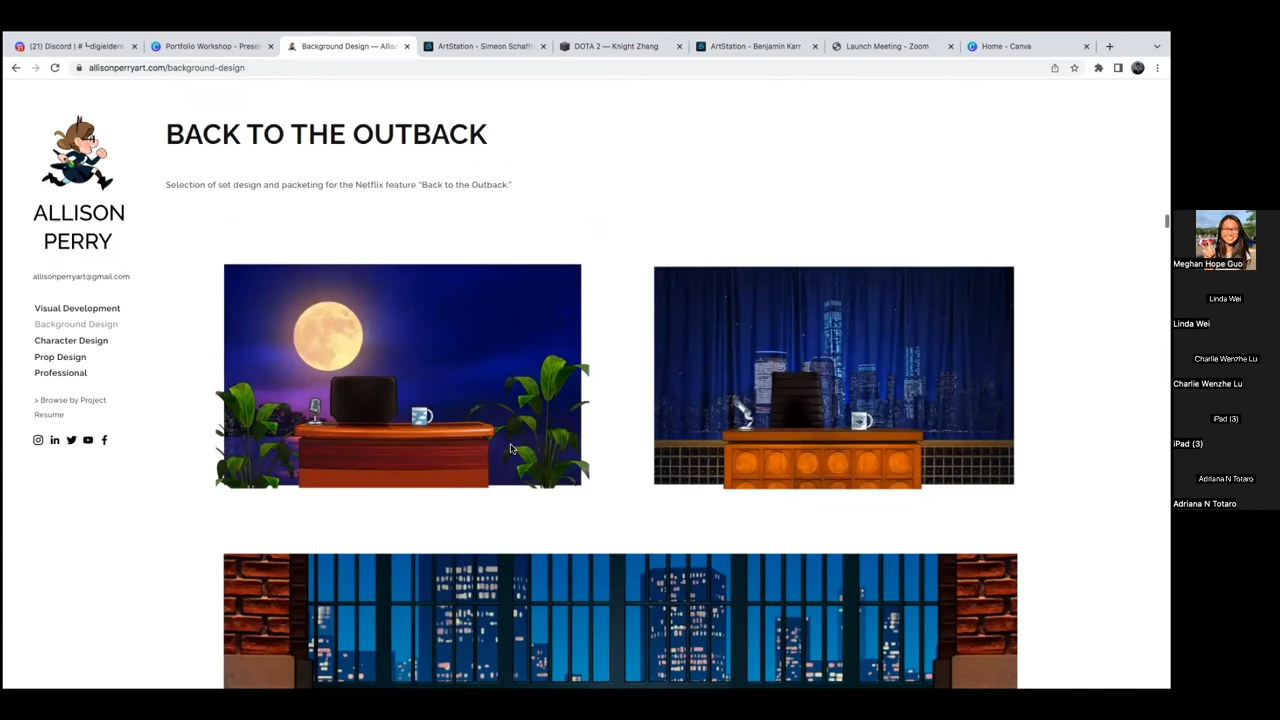 (21) Discord | # └digielders
Portfolio Workshop - Prese
Background Design — Alliso
ArtStation - Simeon Schaff
DOTA 2 — Knight Zhang
ArtStation - Benjamin Karr
Launch Meeting - Zoom
Home - Canva
allisonperryart.com/background-design
ALLISON
PERRY
allisonperryart@gmail.com
Visual Development
Background Design
Character Design
Prop Design
Professional
> Browse by Project
Resume
BACK TO THE OUTBACK
Selection of set design and packeting for the Netflix feature "Back to the Outback."
Meghan Hope Guo
Linda Wei
Linda Wei
Charlie Wenzhe Lu
Charlie Wenzhe Lu
iPad (3)
iPad (3)
Adriana N Totaro
Adriana N Totaro